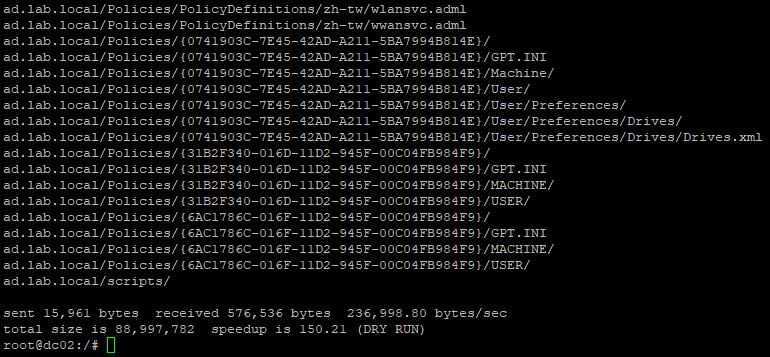 ad.lab.local/Policies/PolicyDefinitions/zh-tw/wlansvc.adml
ad.lab.local/Policies/PolicyDefinitions/zh-tw/wwansvc.adml
ad.lab.local/Policies/{0741903C-7E45-42AD-A211-5BA7994B814E}/
ad.lab.local/Policies/{0741903C-7E45-42AD-A211-5BA7994B814E}/GPT.INI
ad.lab.local/Policies/{0741903C-7E45-42AD-A211-5BA7994B814E}/Machine/
ad.lab.local/Policies/{0741903C-7E45-42AD-A211-5BA7994B814E}/User/
ad.lab.local/Policies/{0741903C-7E45-42AD-A211-5BA7994B814E}/User/Preferences/
ad.lab.local/Policies/{0741903C-7E45-42AD-A211-5BA7994B814E}/User/Preferences/Drives/
ad.lab.local/Policies/{0741903C-7E45-42AD-A211-5BA7994B814E}/User/Preferences/Drives/Drives.xml
ad.lab.local/Policies/{31B2F340-016D-11D2-945F-00C04FB984F9}/
ad.lab.local/Policies/{31B2F340-016D-11D2-945F-00C04FB984F9}/GPT.INI
ad.lab.local/Policies/{31B2F340-016D-11D2-945F-00C04FB984F9}/MACHINE/
ad.lab.local/Policies/{31B2F340-016D-11D2-945F-00C04FB984F9}/USER/
ad.lab.local/Policies/{6AC1786C-016F-11D2-945F-00C04FB984F9}/
ad.lab.local/Policies/{6AC1786C-016F-11D2-945F-00C04FB984F9}/GPT.INI
ad.lab.local/Policies/{6AC1786C-016F-11D2-945F-00C04FB984F9}/MACHINE/
ad.lab.local/Policies/{6AC1786C-016F-11D2-945F-00C04FB984F9}/USER/
ad.lab.local/scripts/
sent 15,961 bytes  received 576,536 bytes  236,998.80 bytes/sec
total size is 88,997,782  speedup is 150.21 (DRY RUN)
root@dc02:/#